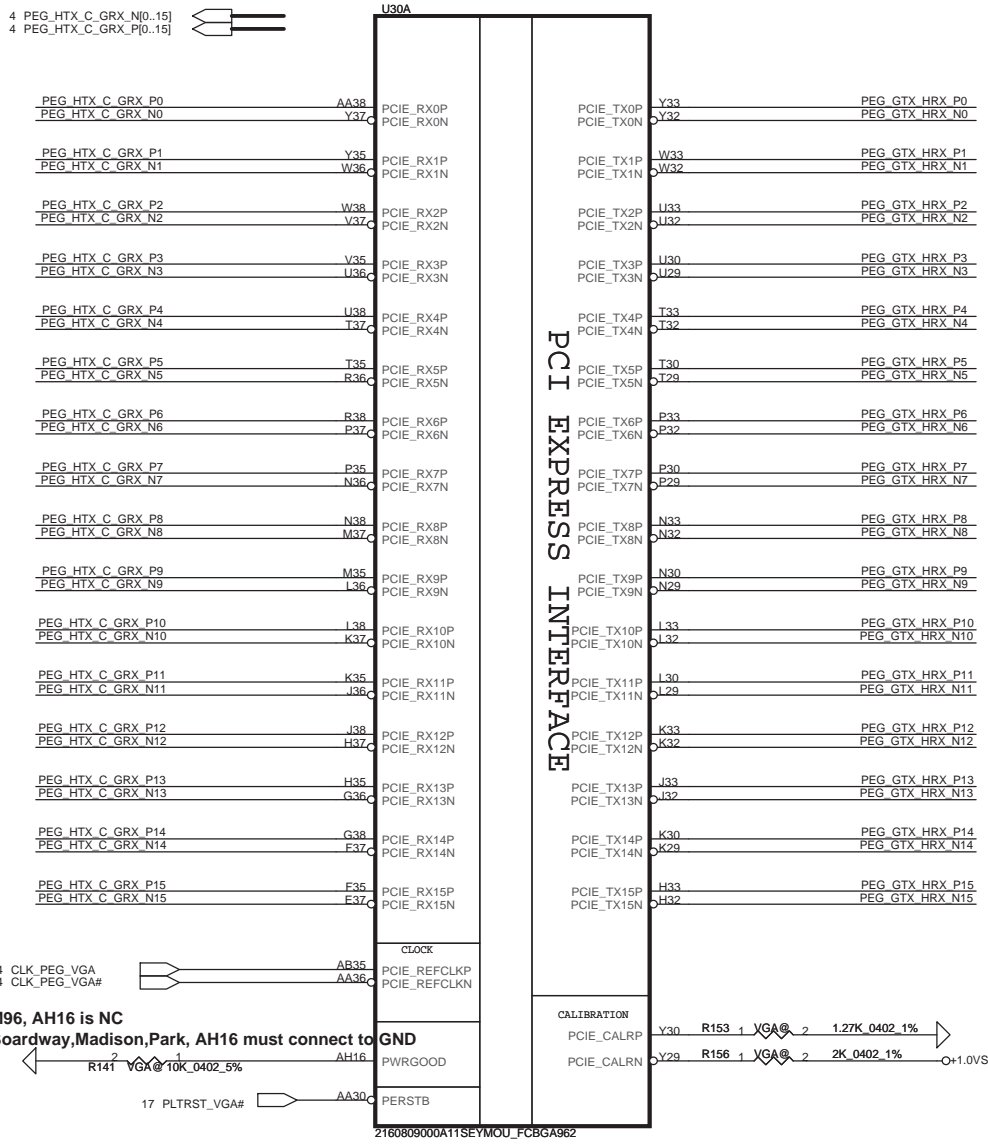 U30A
4 PEG_HTX_C_GRX_N[0..15]
4 PEG_HTX_C_GRX_P[0..15]
PEG_HTX_C_GRX_P0 AA38 PCIE_RX0P PCIE_TX0P Y33 PEG_GTX_HRX_P0
PEG_HTX_C_GRX_N0 Y37 PCIE_RX0N PCIE_TX0N Y32 PEG_GTX_HRX_N0
PEG_HTX_C_GRX_P1 Y35 PCIE_RX1P PCIE_TX1P W33 PEG_GTX_HRX_P1
PEG_HTX_C_GRX_N1 W36 PCIE_RX1N PCIE_TX1N W32 PEG_GTX_HRX_N1
PEG_HTX_C_GRX_P2 W38 PCIE_RX2P PCIE_TX2P U33 PEG_GTX_HRX_P2
PEG_HTX_C_GRX_N2 V37 PCIE_RX2N PCIE_TX2N U32 PEG_GTX_HRX_N2
PEG_HTX_C_GRX_P3 V35 PCIE_RX3P PCIE_TX3P U30 PEG_GTX_HRX_P3
PEG_HTX_C_GRX_N3 U36 PCIE_RX3N PCIE_TX3N U29 PEG_GTX_HRX_N3
PEG_HTX_C_GRX_P4 U38 PCIE_RX4P PCIE_TX4P T33 PEG_GTX_HRX_P4
PEG_HTX_C_GRX_N4 T37 PCIE_RX4N PCIE_TX4N T32 PEG_GTX_HRX_N4
PEG_HTX_C_GRX_P5 T35 PCIE_RX5P PCIE_TX5P T30 PEG_GTX_HRX_P5
PEG_HTX_C_GRX_N5 R36 PCIE_RX5N PCIE_TX5N T29 PEG_GTX_HRX_N5
PEG_HTX_C_GRX_P6 R38 PCIE_RX6P PCIE_TX6P P33 PEG_GTX_HRX_P6
PEG_HTX_C_GRX_N6 P37 PCIE_RX6N PCIE_TX6N P32 PEG_GTX_HRX_N6
PEG_HTX_C_GRX_P7 P35 PCIE_RX7P PCIE_TX7P P30 PEG_GTX_HRX_P7
PEG_HTX_C_GRX_N7 N36 PCIE_RX7N PCIE_TX7N P29 PEG_GTX_HRX_N7
PEG_HTX_C_GRX_P8 N38 PCIE_RX8P PCIE_TX8P N33 PEG_GTX_HRX_P8
PEG_HTX_C_GRX_N8 M37 PCIE_RX8N PCIE_TX8N N32 PEG_GTX_HRX_N8
PEG_HTX_C_GRX_P9 M35 PCIE_RX9P PCIE_TX9P N30 PEG_GTX_HRX_P9
PEG_HTX_C_GRX_N9 L36 PCIE_RX9N PCIE_TX9N N29 PEG_GTX_HRX_N9
PEG_HTX_C_GRX_P10 L38 PCIE_RX10P PCIE_TX10P L33 PEG_GTX_HRX_P10
PEG_HTX_C_GRX_N10 K37 PCIE_RX10N PCIE_TX10N L32 PEG_GTX_HRX_N10
PEG_HTX_C_GRX_P11 K35 PCIE_RX11P PCIE_TX11P L30 PEG_GTX_HRX_P11
PEG_HTX_C_GRX_N11 J36 PCIE_RX11N PCIE_TX11N L29 PEG_GTX_HRX_N11
PEG_HTX_C_GRX_P12 J38 PCIE_RX12P PCIE_TX12P K33 PEG_GTX_HRX_P12
PEG_HTX_C_GRX_N12 H37 PCIE_RX12N PCIE_TX12N K32 PEG_GTX_HRX_N12
PEG_HTX_C_GRX_P13 H35 PCIE_RX13P PCIE_TX13P J33 PEG_GTX_HRX_P13
PEG_HTX_C_GRX_N13 G36 PCIE_RX13N PCIE_TX13N J32 PEG_GTX_HRX_N13
PEG_HTX_C_GRX_P14 G38 PCIE_RX14P PCIE_TX14P K30 PEG_GTX_HRX_P14
PEG_HTX_C_GRX_N14 F37 PCIE_RX14N PCIE_TX14N K29 PEG_GTX_HRX_N14
PEG_HTX_C_GRX_P15 F35 PCIE_RX15P PCIE_TX15P H33 PEG_GTX_HRX_P15
PEG_HTX_C_GRX_N15 E37 PCIE_RX15N PCIE_TX15N H32 PEG_GTX_HRX_N15
PCI EXPRESS INTERFACE
CLOCK
CLK_PEG_VGA AB35 PCIE_REFCLKP
CLK_PEG_VGA# AA36 PCIE_REFCLKN
96, AH16 is NC
oardway,Madison,Park, AH16 must connect to GND
R141 2 VGA@ 1 10K_0402_5% AH16 PWRGOOD
17 PLTRST_VGA# AA30 PERSTB
CALIBRATION
PCIE_CALRP Y30 R153 1 VGA@ 2 1.27K_0402_1%
PCIE_CALRN Y29 R156 1 VGA@ 2 2K_0402_1% +1.0VS
2160809000A11SEYMOU_FCBGA962